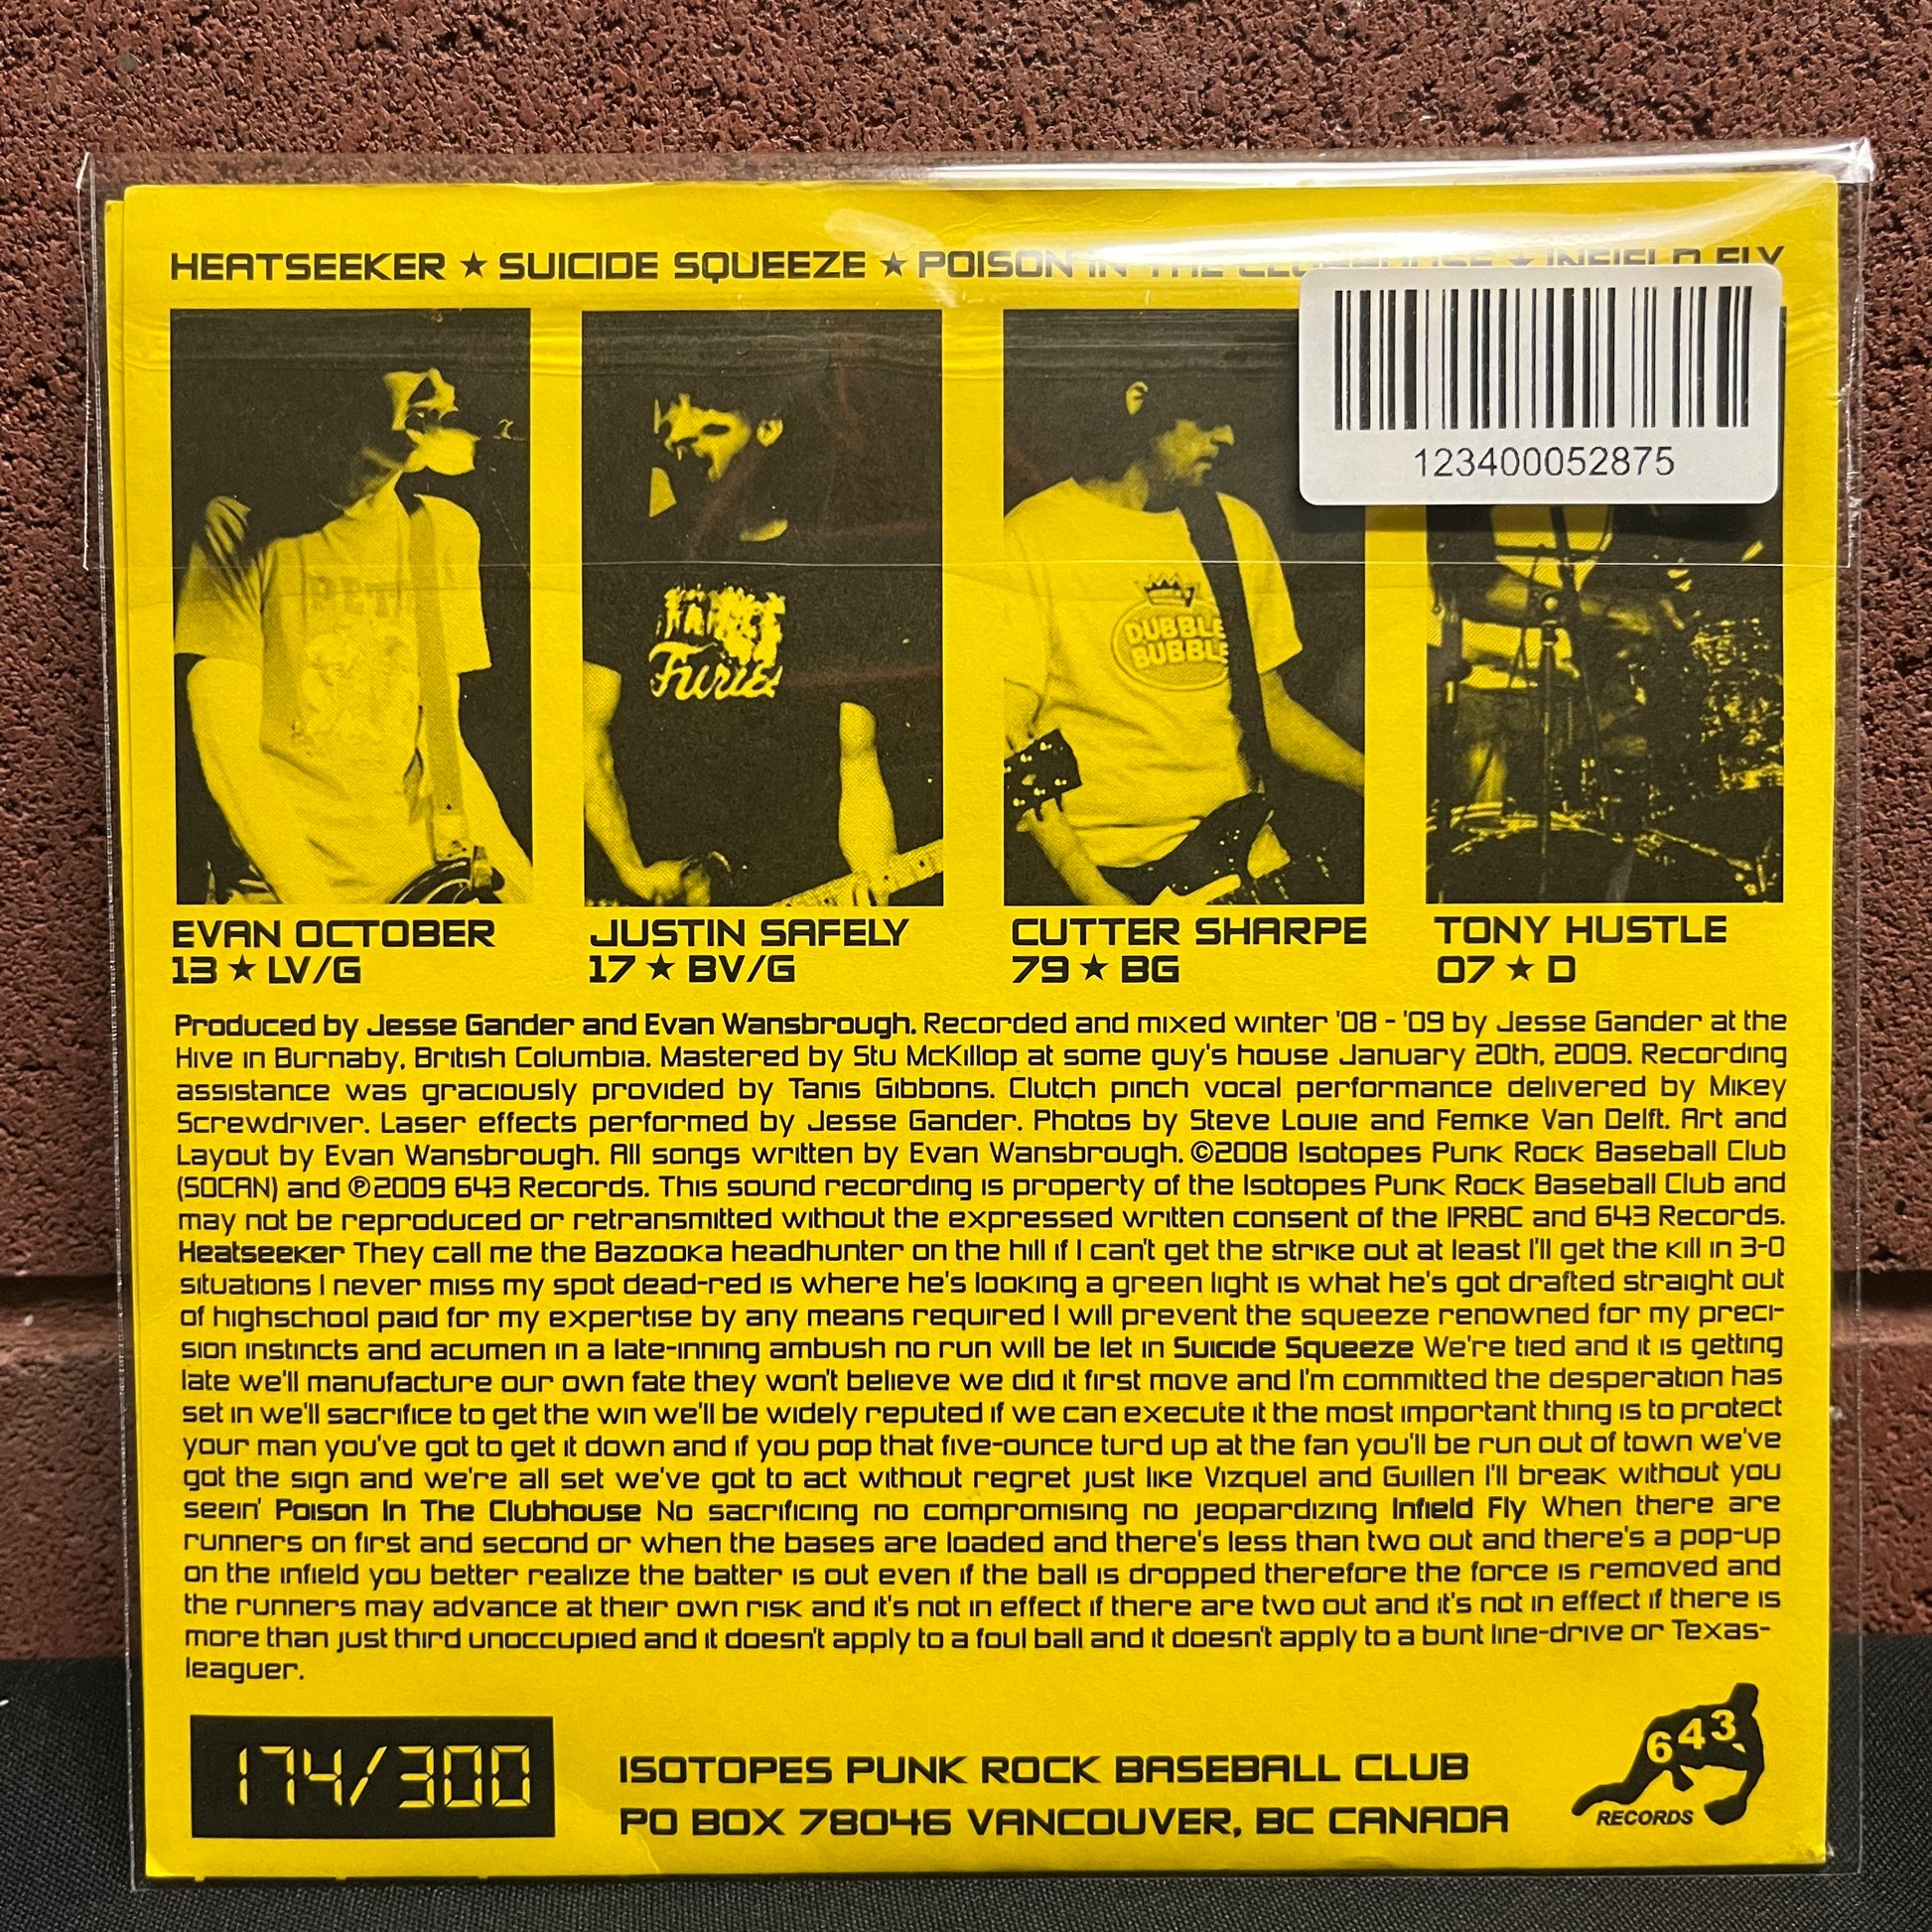 HEATSEEKER ★ SUICIDE SQUEEZE ★ POISON IN THE CLUBHOUSE ★ INFIELD FLY
123400052875
Furies
DUBBLE
BUBBLE
EVAN OCTOBER
13 ★ LV/G
JUSTIN SAFELY
17 ★ BV/G
CUTTER SHARPE
79 ★ BG
TONY HUSTLE
07 ★ D
Produced by Jesse Gander and Evan Wansbrough. Recorded and mixed winter '08 - '09 by Jesse Gander at the
Hive in Burnaby, British Columbia. Mastered by Stu McKillop at some guy's house January 20th, 2009. Recording
assistance was graciously provided by Tanis Gibbons. Clutch pinch vocal performance delivered by Mikey
Screwdriver. Laser effects performed by Jesse Gander. Photos by Steve Louie and Femke Van Delft. Art and
Layout by Evan Wansbrough. All songs written by Evan Wansbrough. ©2008 Isotopes Punk Rock Baseball Club
(SOCAN) and ℗2009 643 Records. This sound recording is property of the Isotopes Punk Rock Baseball Club and
may not be reproduced or retransmitted without the expressed written consent of the IPRBC and 643 Records.
Heatseeker They call me the Bazooka headhunter on the hill if I can't get the strike out at least I'll get the kill in 3-0
situations I never miss my spot dead-red is where he's looking a green light is what he's got drafted straight out
of highschool paid for my expertise by any means required I will prevent the squeeze renowned for my preci-
sion instincts and acumen in a late-inning ambush no run will be let in Suicide Squeeze We're tied and it is getting
late we'll manufacture our own fate they won't believe we did it first move and I'm committed the desperation has
set in we'll sacrifice to get the win we'll be widely reputed if we can execute it the most important thing is to protect
your man you've got to get it down and if you pop that five-ounce turd up at the fan you'll be run out of town we've
got the sign and we're all set we've got to act without regret just like Vizquel and Guillen I'll break without you
seein' Poison In The Clubhouse No sacrificing no compromising no jeopardizing Infield Fly When there are
runners on first and second or when the bases are loaded and there's less than two out and there's a pop-up
on the infield you better realize the batter is out even if the ball is dropped therefore the force is removed and
the runners may advance at their own risk and it's not in effect if there are two out and it's not in effect if there is
more than just third unoccupied and it doesn't apply to a foul ball and it doesn't apply to a bunt line-drive or Texas-
leaguer.
174/300
ISOTOPES PUNK ROCK BASEBALL CLUB
PO BOX 78046 VANCOUVER, BC CANADA
643
RECORDS